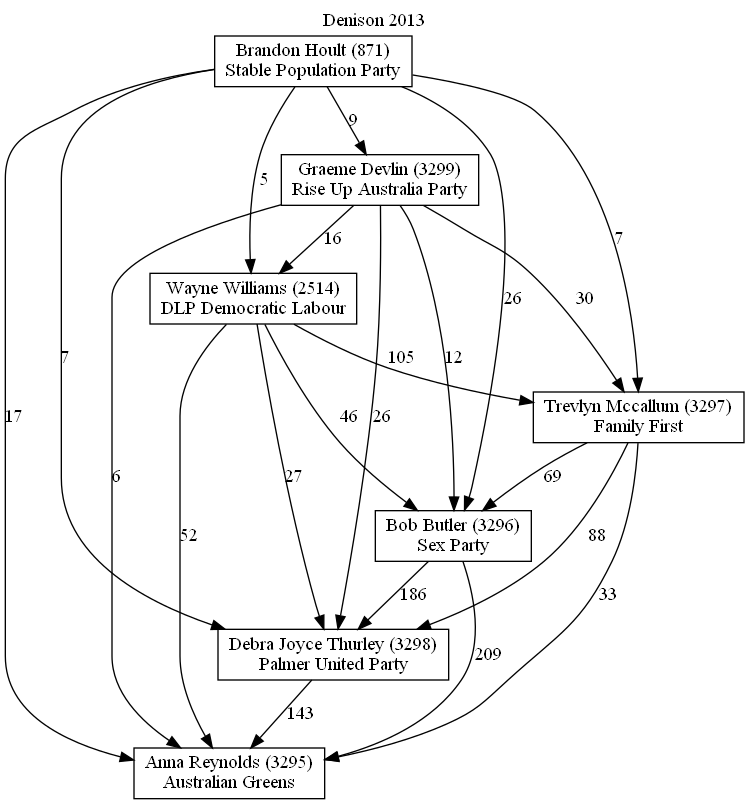 Denison 2013
Brandon Hoult (871)
Stable Population Party
9
Graeme Devlin (3299)
Rise Up Australia Party
5
16
7
Wayne Williams (2514)
DLP Democratic Labour
26
30
7
105
12
17
46
26
Trevlyn Mccallum (3297)
Family First
6
27
69
52
Bob Butler (3296)
Sex Party
88
186
33
Debra Joyce Thurley (3298)
Palmer United Party
209
143
Anna Reynolds (3295)
Australian Greens